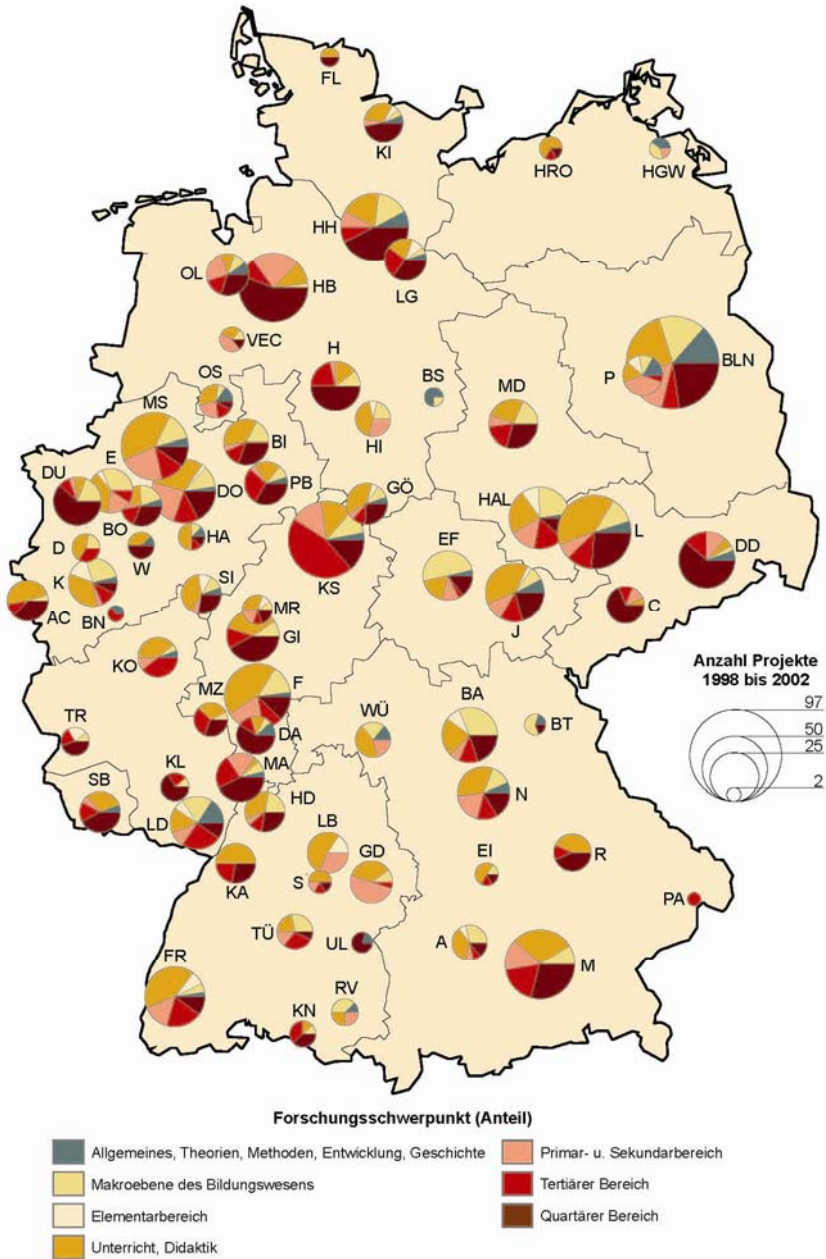 FL
KI
HRO
HGW
HH
OL
HB
LG
VEC
H
BS
P
BLN
OS
MD
MS
BI
HI
E
DU
DO
PB
GÖ
HAL
BO
HA
L
D
W
KS
EF
DD
K
SI
J
C
AC
BN
MR
GI
KO
F
MZ
WÜ
BA
BT
TR
DA
MA
N
KL
SB
HD
LD
LB
EI
R
GD
KA
S
PA
TÜ
UL
A
M
FR
RV
KN
Anzahl Projekte
1998 bis 2002
97
50
25
2
Forschungsschwerpunkt (Anteil)
Allgemeines, Theorien, Methoden, Entwicklung, Geschichte
Makroebene des Bildungswesens
Elementarbereich
Unterricht, Didaktik
Primar- u. Sekundarbereich
Tertiärer Bereich
Quartärer Bereich